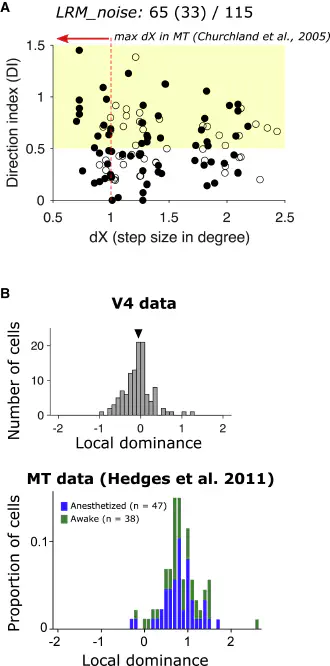 A
LRM_noise: 65 (33) / 115
max dX in MT (Churchland et al., 2005)
1.5
1
0.5
0
Direction index (DI)
0.5 1 1.5 2 2.5
dX (step size in degree)
B
V4 data
Number of cells
20
10
0
-2 -1 0 1 2
Local dominance
MT data (Hedges et al. 2011)
Anesthetized (n = 47)
Awake (n = 38)
Proportion of cells
0.1
0
-2 -1 0 1 2
Local dominance